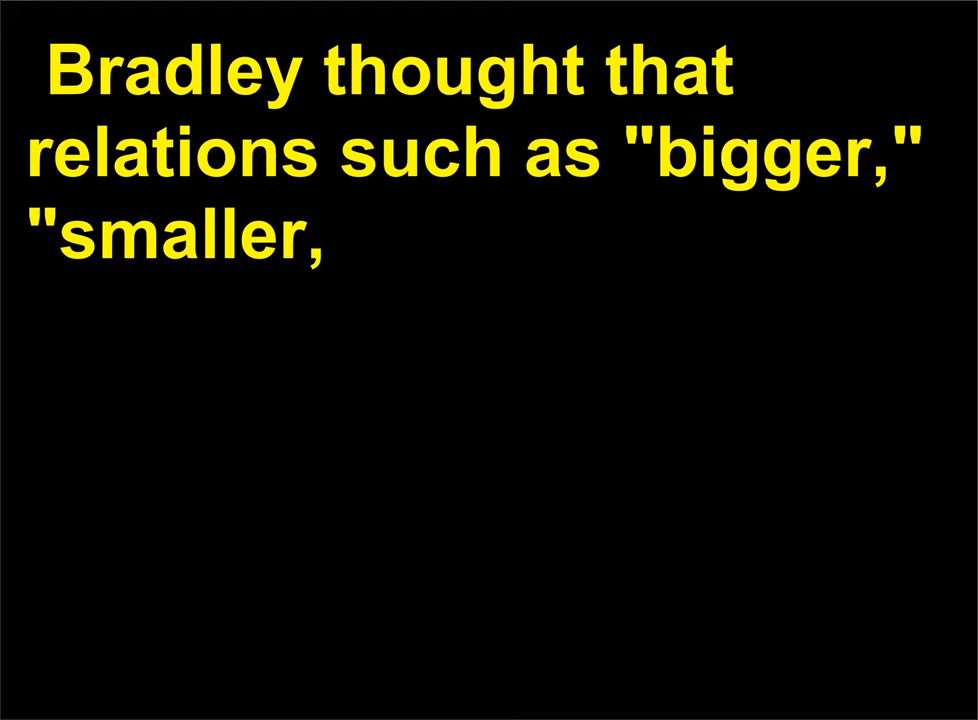 Bradley thought that
relations such as "bigger,"
"smaller,